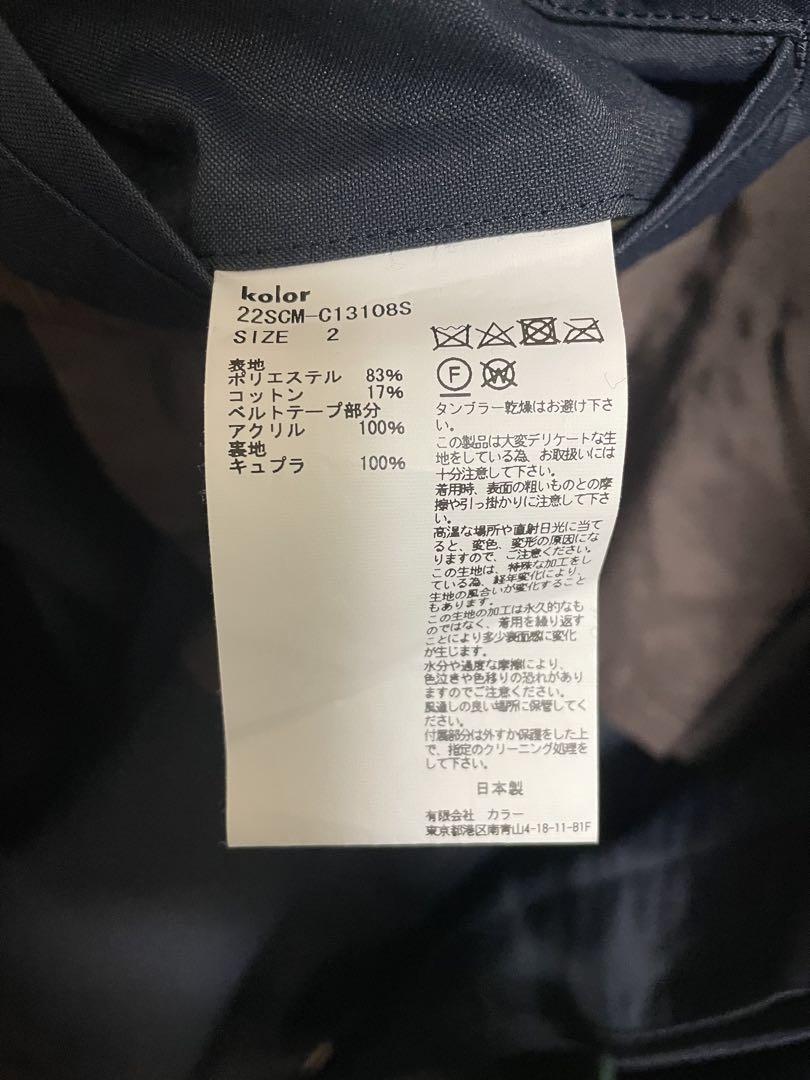 kolor
22SCM-C13108S
SIZE 2
表地
ポリエステル 83%
コットン 17%
ベルトテープ部分
アクリル 100%
裏地
キュプラ 100%
F W
タンブラー乾燥はお避け下さ
い。
この製品は大変デリケートな生
地をしている為、お取扱いには
十分注意して下さい。
着用時、表面の粗いものとの摩
擦や引っ掛かりに注意して下さ
い。
高温な場所や直射日光に当て
ると、変色、変形の原因にな
りますので、ご注意ください。
この生地は、特殊な加工をし
ている為、経年変化により、
生地の風合いが変化すること
もあります。
この生地の加工は永久的なも
のではなく、着用を繰り返す
ことにより多少表面感に変化
が生じます。
水分や過度な摩擦により、
色泣きや色移りの恐れがあり
ますのでご注意ください。
風通しの良い場所に保管してく
ださい。
付属部分は外すか保護をした上
で、指定のクリーニング処理を
して下さい。
日本製
有限会社 カラー
東京都港区南青山4-18-11-B1F